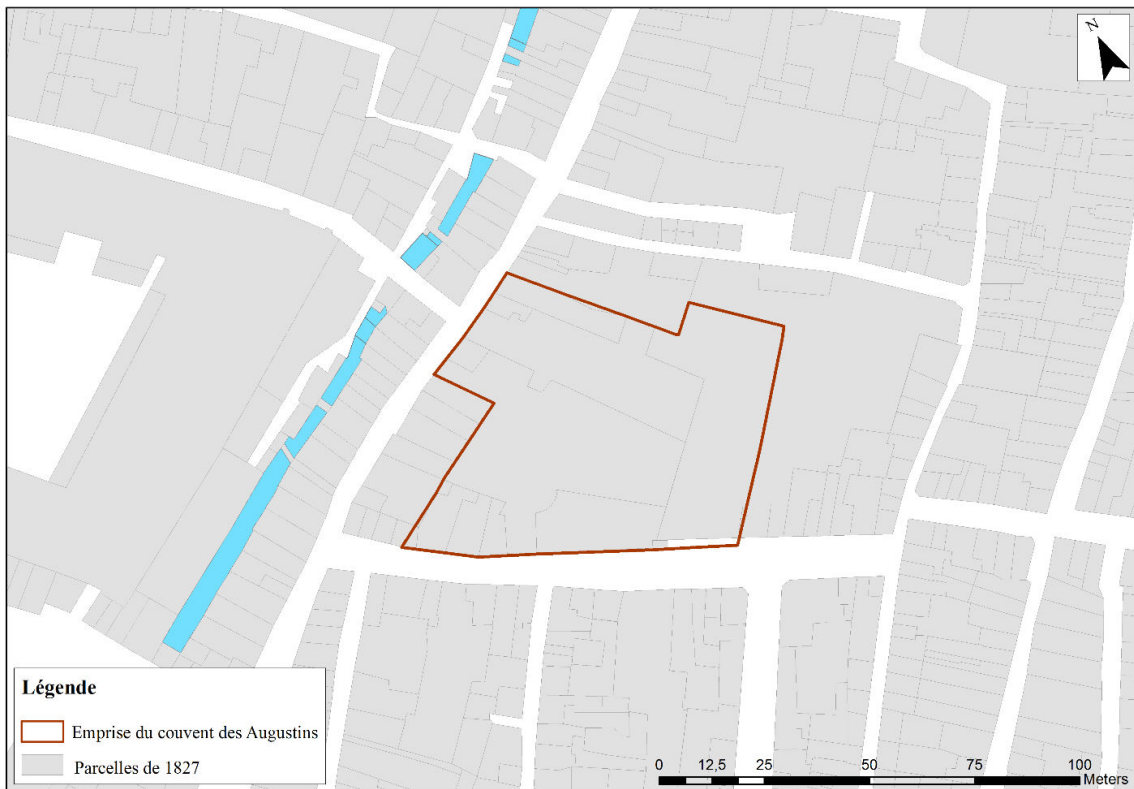 N
Légende
Emprise du couvent des Augustins
Parcelles de 1827
0 12,5 25 50 75 100
Meters